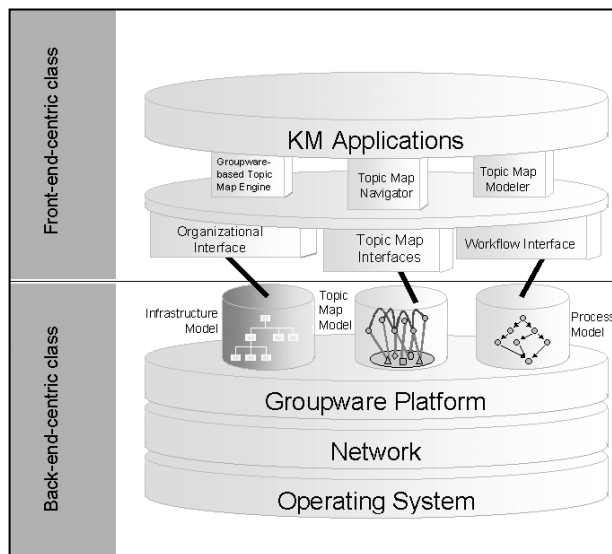 Front-end-centric class
KM Applications
Groupware-
based Topic
Map Engine
Topic Map
Navigator
Topic Map
Modeler
Organizational
Interface
Topic Map
Interfaces
Workflow Interface
Back-end-centric class
Infrastructure
Model
Topic
Map
Model
Process
Model
Groupware Platform
Network
Operating System